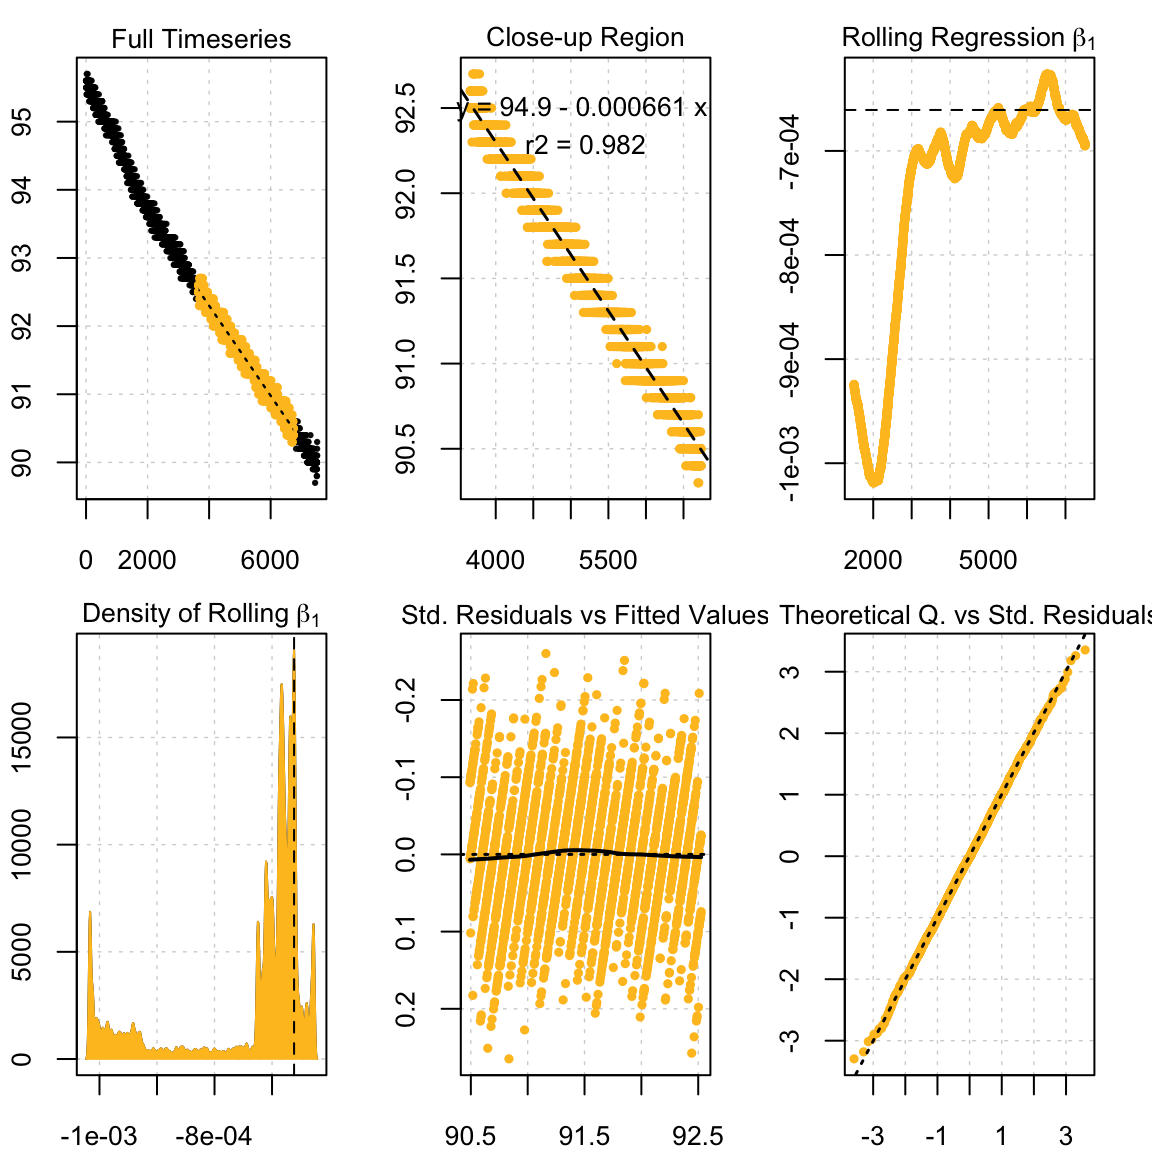 Full Timeseries
95
94
93
92
91
90
0 2000 6000
Close-up Region
y = 94.9 - 0.000661 x
r2 = 0.982
92.5
92.0
91.5
91.0
90.5
4000 5500
Rolling Regression β1
-7e-04
-8e-04
-9e-04
-1e-03
2000 5000
Density of Rolling β1
15000
10000
5000
0
-1e-03 -8e-04
Std. Residuals vs Fitted Values
-0.2
-0.1
0.0
0.1
0.2
90.5 91.5 92.5
Theoretical Q. vs Std. Residuals
3
2
1
0
-1
-2
-3
-3 -1 1 3